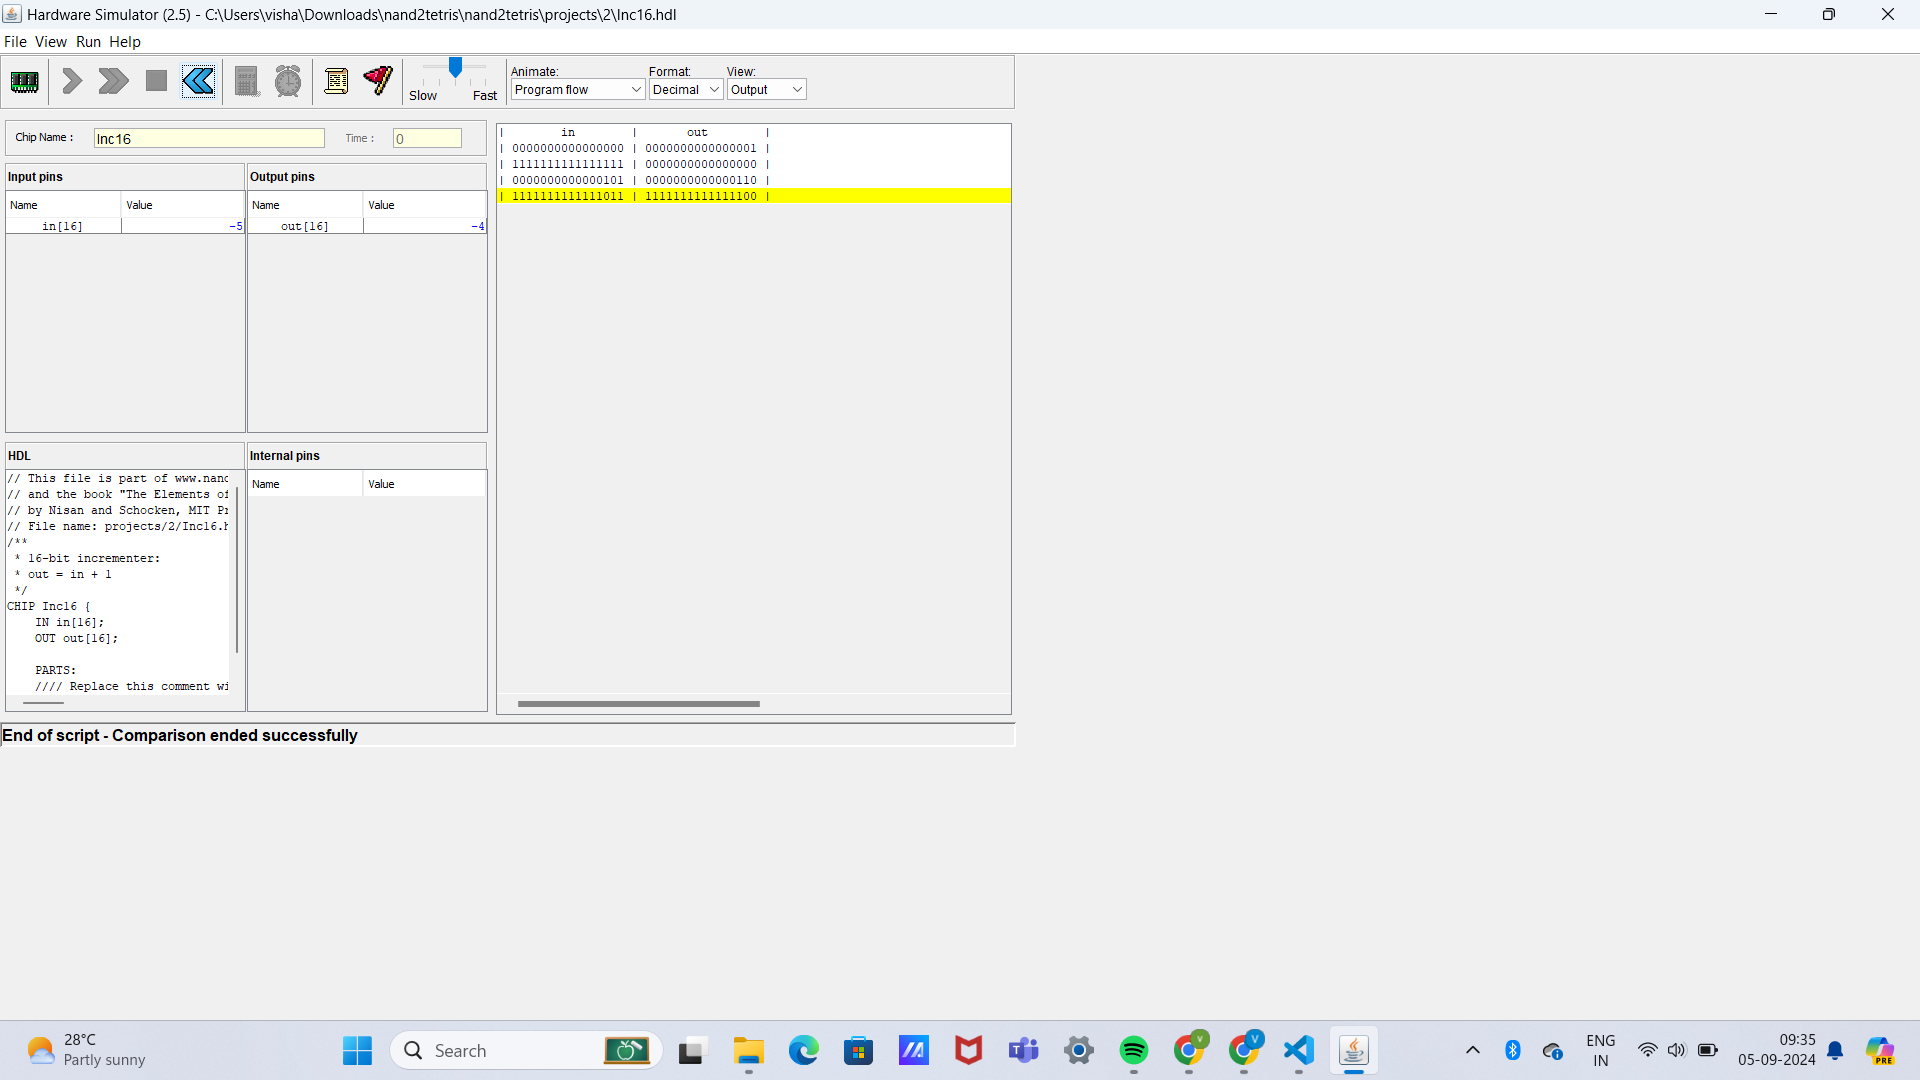 Hardware Simulator (2.5) - C:\Users\visha\Downloads\nand2tetris\nand2tetris\projects\2\Inc16.hdl
File View Run Help
Animate: Format: View:
Program flow Decimal Output
Slow Fast
Chip Name : Inc16 Time : 0
Input pins
Name Value
in[16] -5
Output pins
Name Value
out[16] -4
| in | out |
| 0000000000000000 | 0000000000000001 |
| 1111111111111111 | 0000000000000000 |
| 0000000000000101 | 0000000000000110 |
| 1111111111111011 | 1111111111111100 |
HDL
// This file is part of www.nand
// and the book "The Elements of
// by Nisan and Schocken, MIT Pr
// File name: projects/2/Inc16.h
/**
* 16-bit incrementer:
* out = in + 1
*/
CHIP Inc16 {
IN in[16];
OUT out[16];
PARTS:
//// Replace this comment wi
Internal pins
Name Value
End of script - Comparison ended successfully
28°C
Partly sunny
Search
ENG
IN
09:35
05-09-2024
PRE